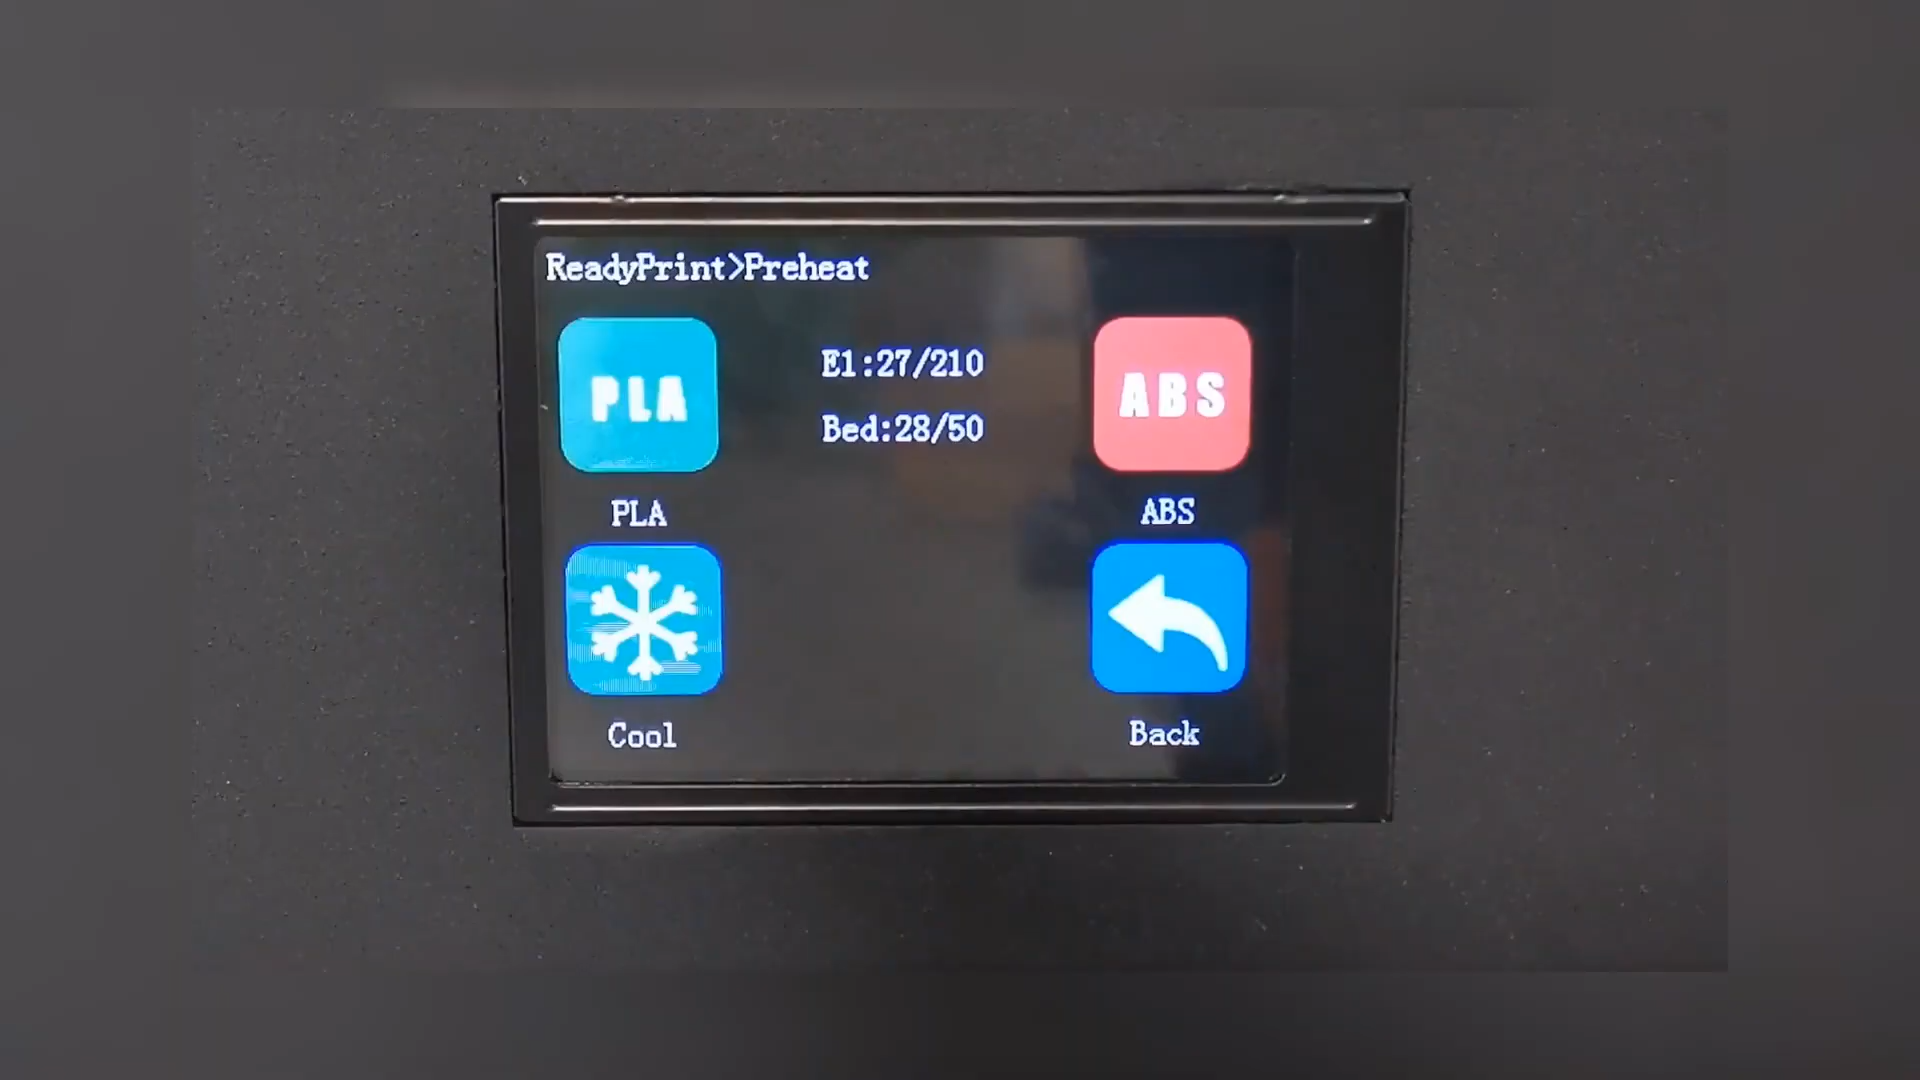 ReadyPrint>Preheat
PLA
E1:27/210
ABS
Bed:28/50
PLA
ABS
Cool
Back